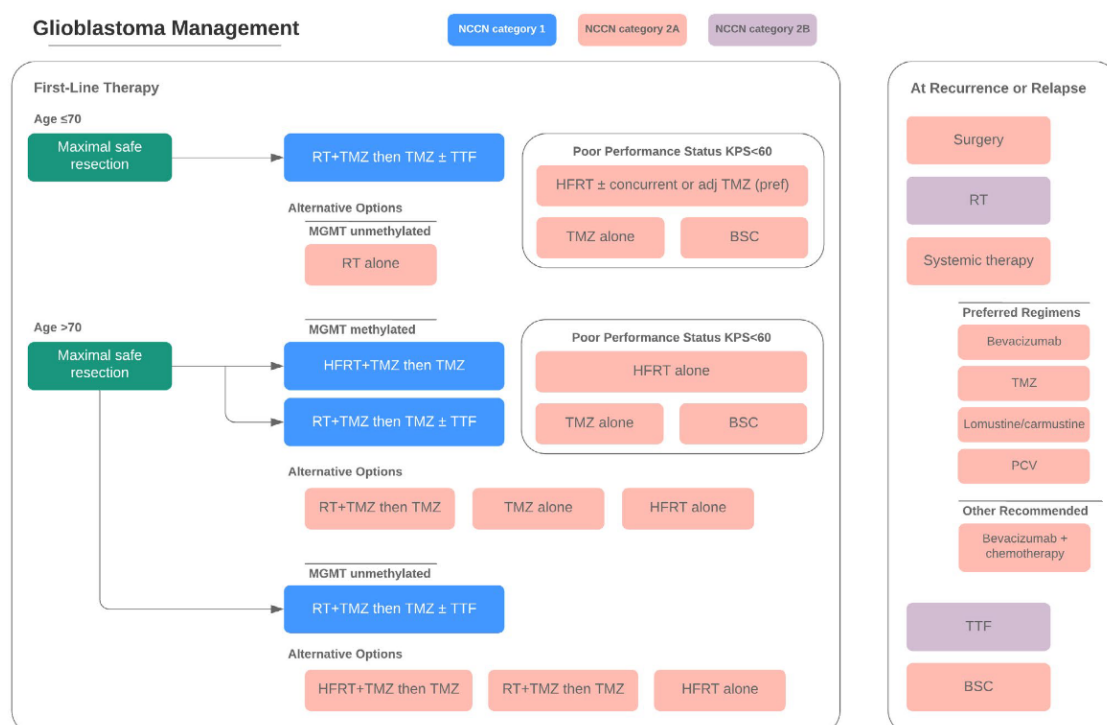 Glioblastoma Management
NCCN category 1
NCCN category 2A
NCCN category 2B
First-Line Therapy
Age ≤70
Maximal safe
resection
RT+TMZ then TMZ ± TTF
Alternative Options
MGMT unmethylated
RT alone
Poor Performance Status KPS<60
HFRT ± concurrent or adj TMZ (pref)
TMZ alone
BSC
Age >70
Maximal safe
resection
MGMT methylated
HFRT+TMZ then TMZ
RT+TMZ then TMZ ± TTF
Poor Performance Status KPS<60
HFRT alone
TMZ alone
BSC
Alternative Options
RT+TMZ then TMZ
TMZ alone
HFRT alone
MGMT unmethylated
RT+TMZ then TMZ ± TTF
Alternative Options
HFRT+TMZ then TMZ
RT+TMZ then TMZ
HFRT alone
At Recurrence or Relapse
Surgery
RT
Systemic therapy
Preferred Regimens
Bevacizumab
TMZ
Lomustine/carmustine
PCV
Other Recommended
Bevacizumab +
chemotherapy
TTF
BSC